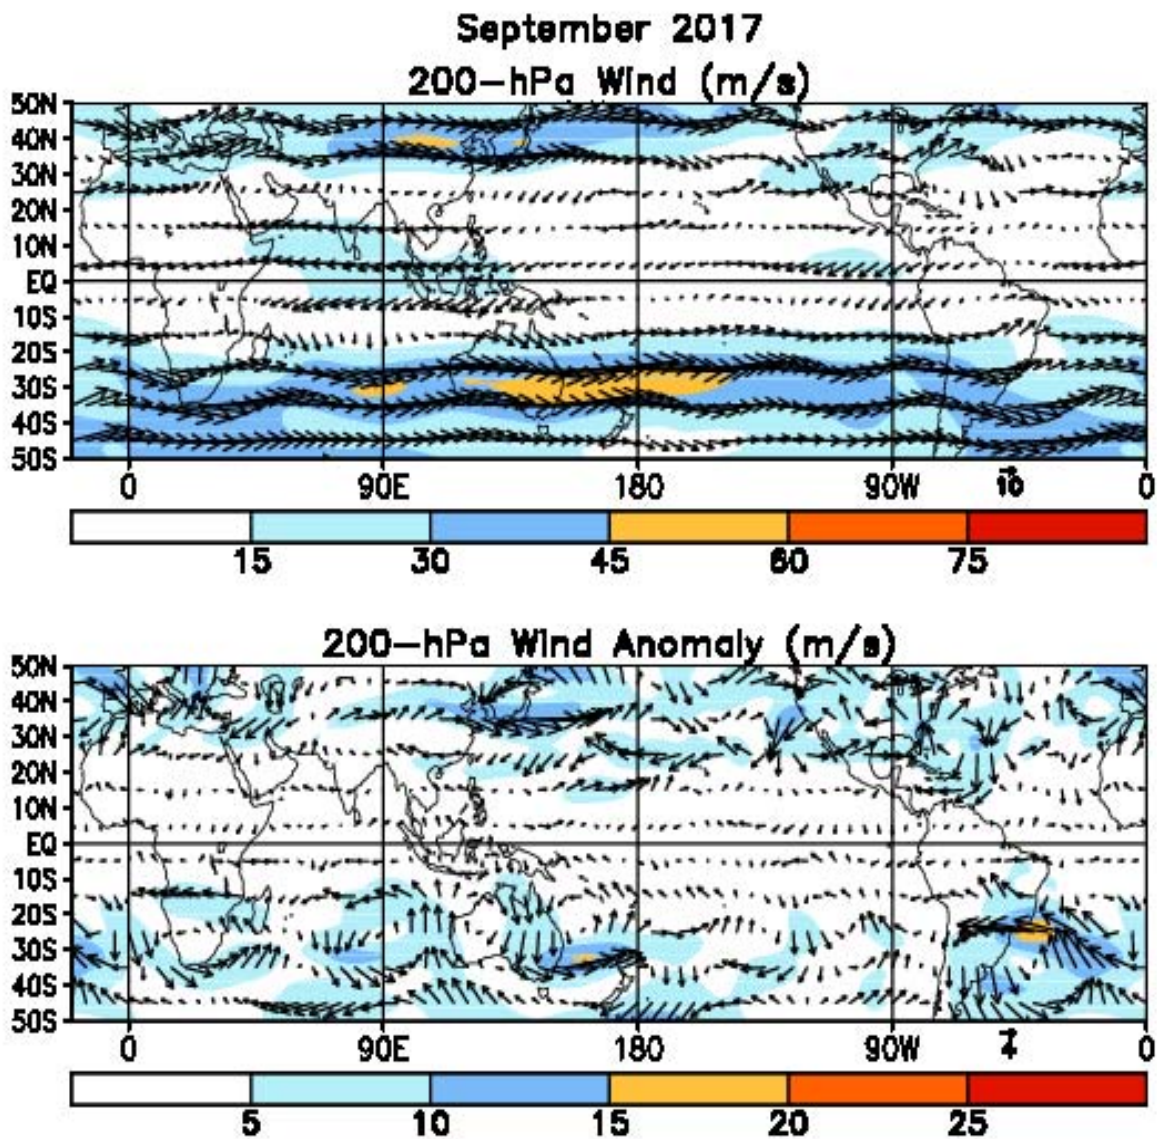 September 2017
200-hPa Wind (m/s)
50N
40N
30N
20N
10N
EQ
10S
20S
30S
40S
50S
0 90E 180 90W 10 0
15 30 45 60 75
200-hPa Wind Anomaly (m/s)
50N
40N
30N
20N
10N
EQ
10S
20S
30S
40S
50S
0 90E 180 90W 4 0
5 10 15 20 25